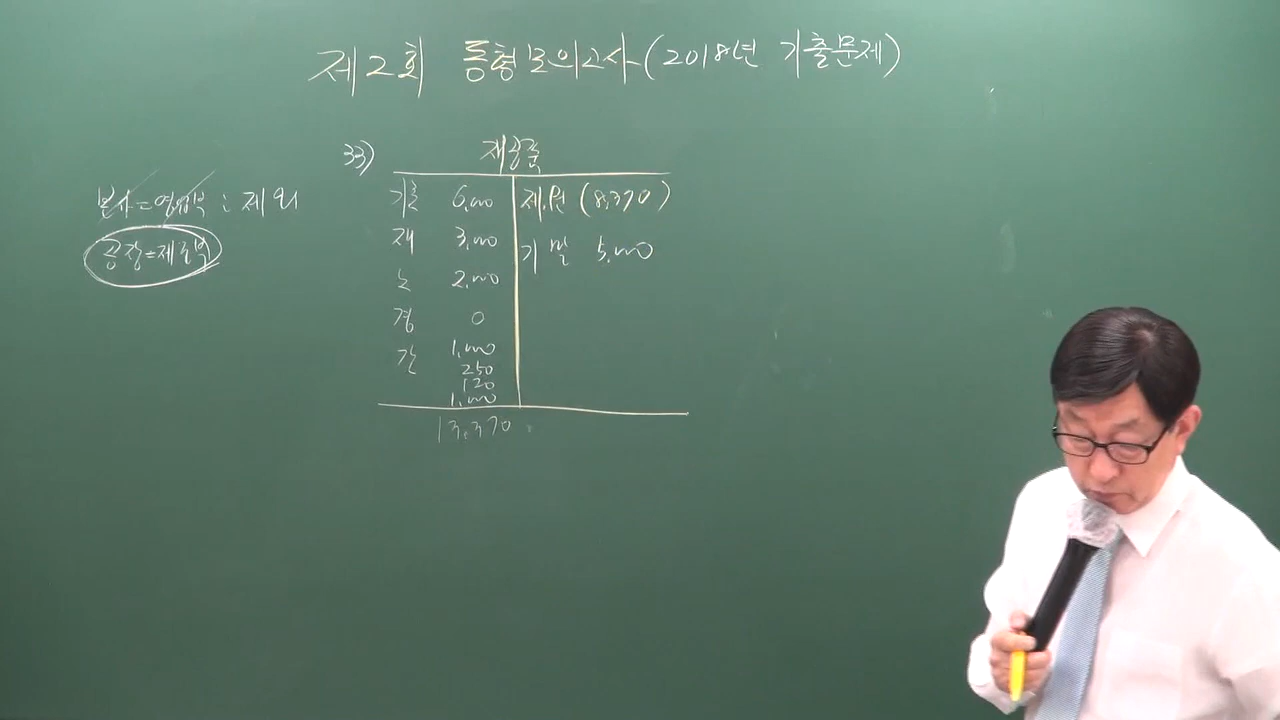 제2회 동형모의고사(2018년 기출문제)
33) 재공품
본사=영업부 : 제외
공장=제조부
기초 6,000 제.원 (8,370)
재 3,000 기말 5,000
노 2,000
경 0
간 1,000
250
120
1,000
13,370